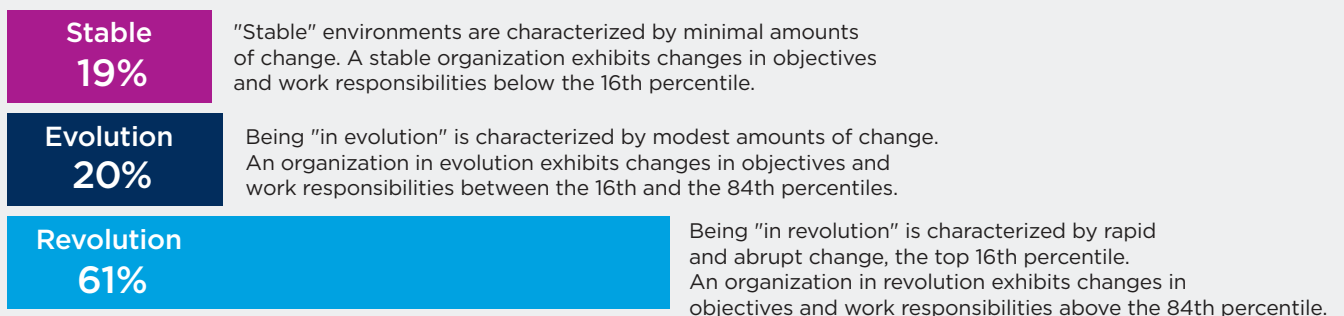 Stable
19%
"Stable" environments are characterized by minimal amounts
of change. A stable organization exhibits changes in objectives
and work responsibilities below the 16th percentile.
Evolution
20%
Being "in evolution" is characterized by modest amounts of change.
An organization in evolution exhibits changes in objectives and
work responsibilities between the 16th and the 84th percentiles.
Revolution
61%
Being "in revolution" is characterized by rapid
and abrupt change, the top 16th percentile.
An organization in revolution exhibits changes in
objectives and work responsibilities above the 84th percentile.